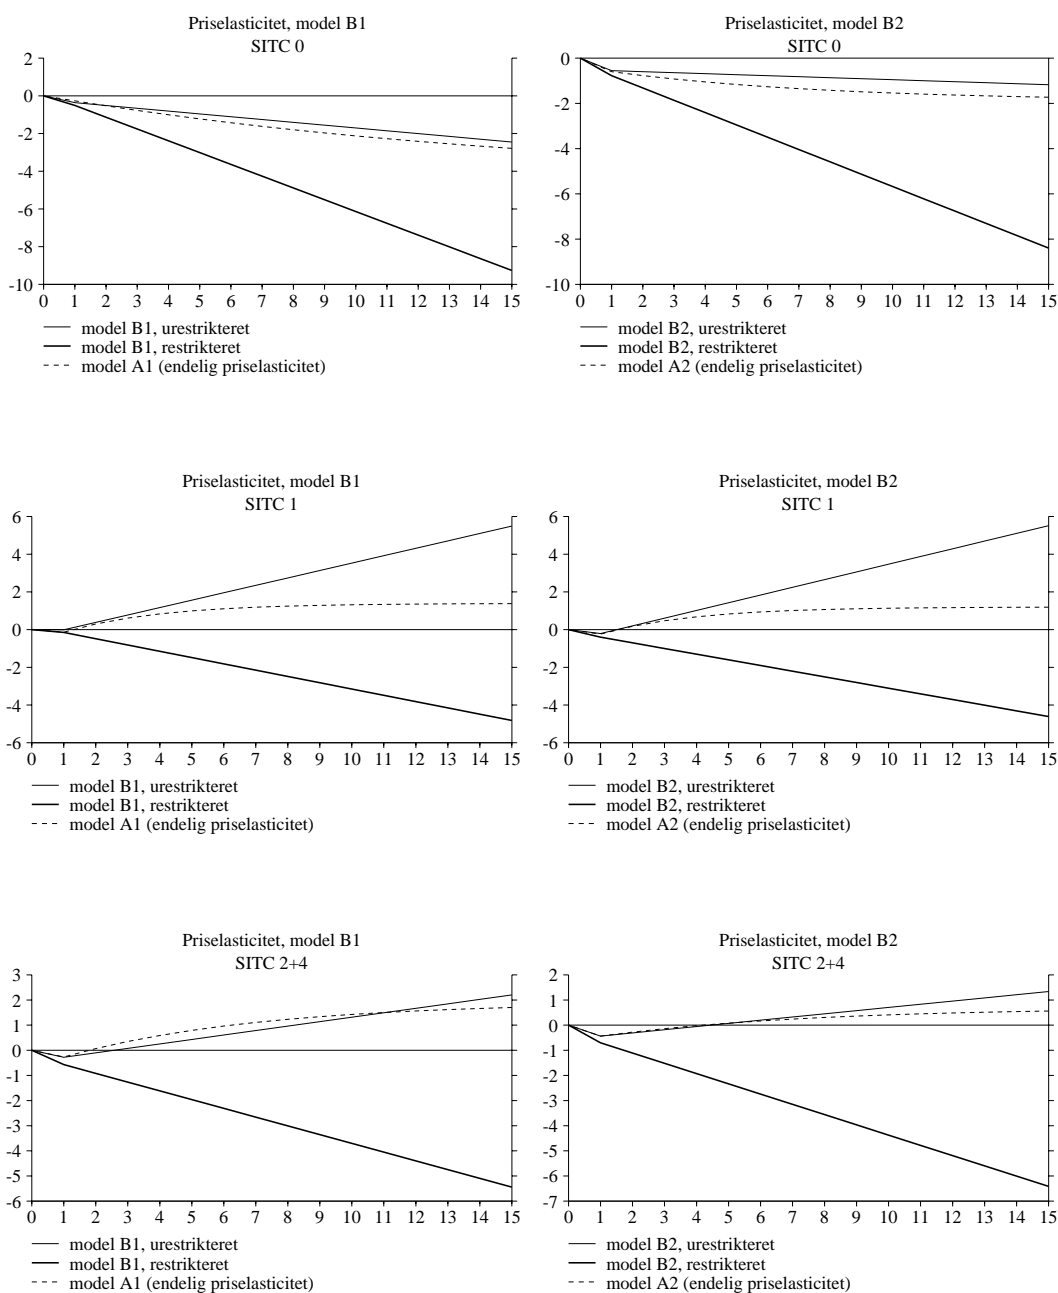 Priselasticitet, model B1
SITC 0
2
0
-2
-4
-6
-8
-10
0 1 2 3 4 5 6 7 8 9 10 11 12 13 14 15
model B1, urestrikteret
model B1, restrikteret
model A1 (endelig priselasticitet)
Priselasticitet, model B2
SITC 0
0
-2
-4
-6
-8
-10
0 1 2 3 4 5 6 7 8 9 10 11 12 13 14 15
model B2, urestrikteret
model B2, restrikteret
model A2 (endelig priselasticitet)
Priselasticitet, model B1
SITC 1
6
4
2
0
-2
-4
-6
0 1 2 3 4 5 6 7 8 9 10 11 12 13 14 15
model B1, urestrikteret
model B1, restrikteret
model A1 (endelig priselasticitet)
Priselasticitet, model B2
SITC 1
6
4
2
0
-2
-4
-6
0 1 2 3 4 5 6 7 8 9 10 11 12 13 14 15
model B2, urestrikteret
model B2, restrikteret
model A2 (endelig priselasticitet)
Priselasticitet, model B1
SITC 2+4
3
2
1
0
-1
-2
-3
-4
-5
-6
0 1 2 3 4 5 6 7 8 9 10 11 12 13 14 15
model B1, urestrikteret
model B1, restrikteret
model A1 (endelig priselasticitet)
Priselasticitet, model B2
SITC 2+4
2
1
0
-1
-2
-3
-4
-5
-6
-7
0 1 2 3 4 5 6 7 8 9 10 11 12 13 14 15
model B2, urestrikteret
model B2, restrikteret
model A2 (endelig priselasticitet)